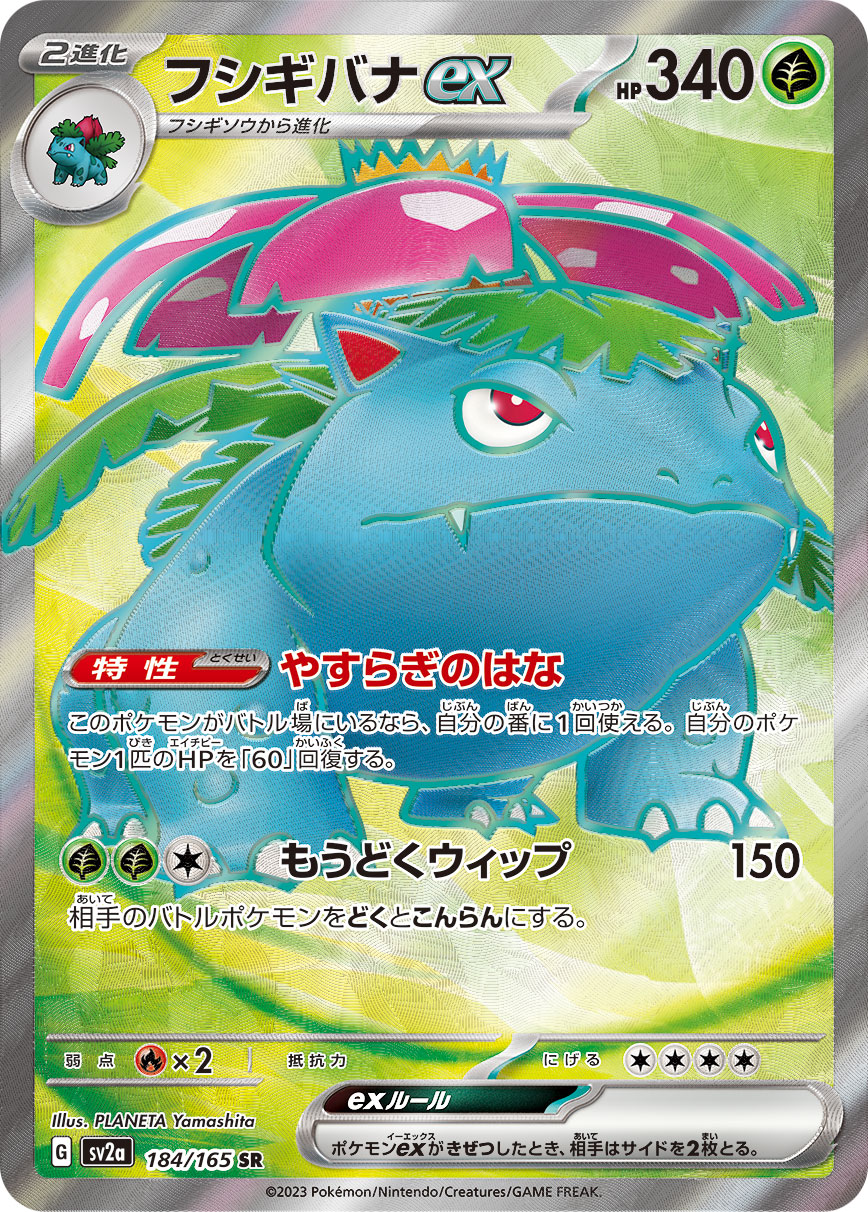 2進化
フシギバナex
HP340
フシギソウから進化
特性 とくせい やすらぎのはな
このポケモンがバトル場にいるなら、自分の番に1回使える。自分のポケ
モン1匹のHPを「60」回復する。
もうどくウィップ 150
相手のバトルポケモンをどくとこんらんにする。
弱点 ×2 抵抗力 にげる
exルール
ポケモンexがきぜつしたとき、相手はサイドを2枚とる。
Illus. PLANETA Yamashita
G sv2a 184/165 SR
©2023 Pokémon/Nintendo/Creatures/GAME FREAK.